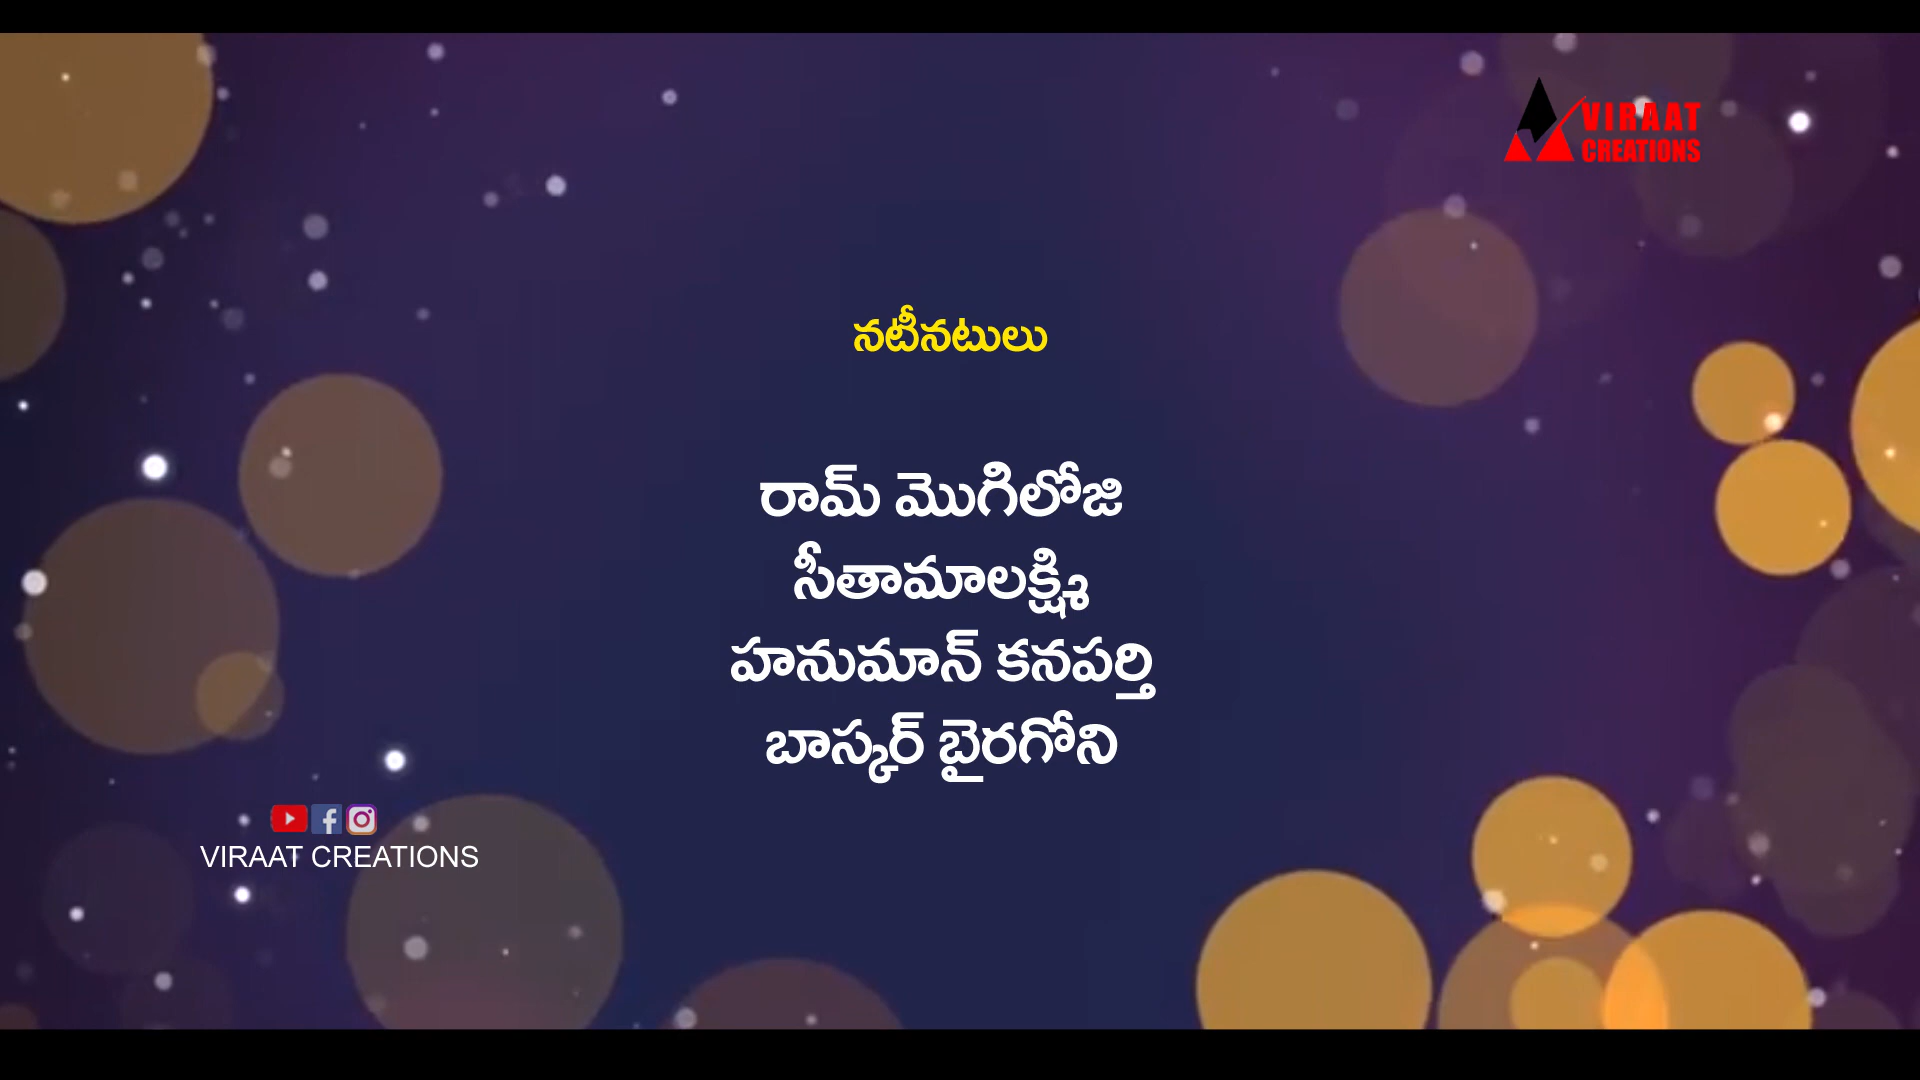 VIRAAT
CREATIONS
నటీనటులు
రామ్ మొగిలోజి
సీతామాలక్ష్మి
హనుమాన్ కనపర్తి
బాస్కర్ బైరగోని
VIRAAT CREATIONS